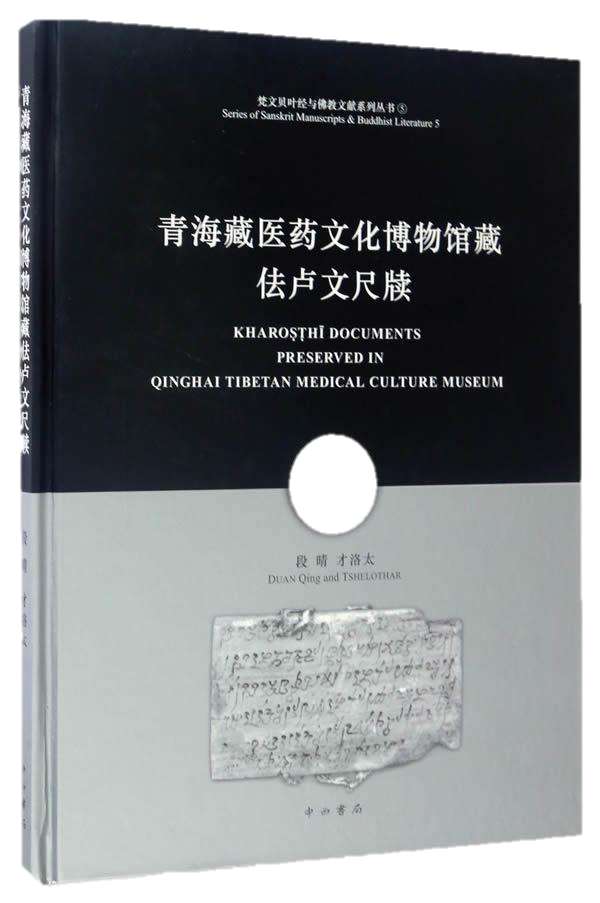 梵文贝叶经与佛教文献系列丛书⑤
Series of Sanskrit Manuscripts & Buddhist Literature 5
青海藏医药文化博物馆藏
佉卢文尺牍
KHAROṢṬHĪ DOCUMENTS
PRESERVED IN
QINGHAI TIBETAN MEDICAL CULTURE MUSEUM
段晴 才洛太
DUAN Qing and TSHELOTHAR
中西書局
青海藏医药文化博物馆藏佉卢文尺牍
段晴 才洛太
中西書局